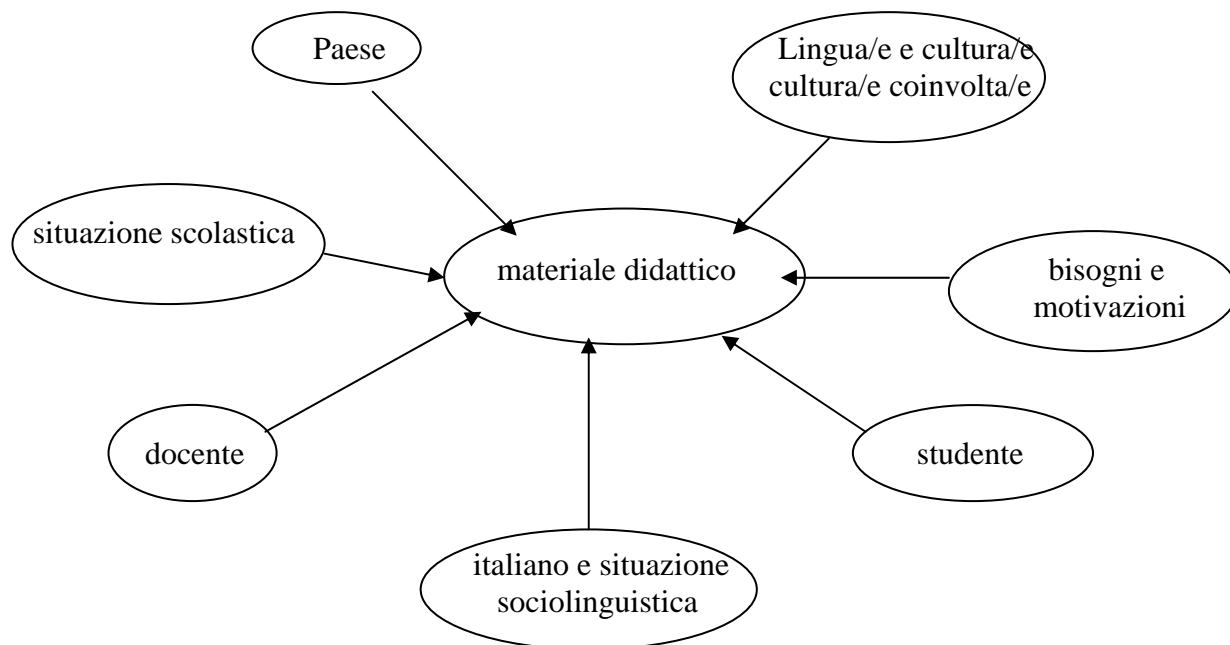 Paese
Lingua/e e cultura/e
cultura/e coinvolta/e
situazione scolastica
materiale didattico
bisogni e
motivazioni
docente
studente
italiano e situazione
sociolinguistica